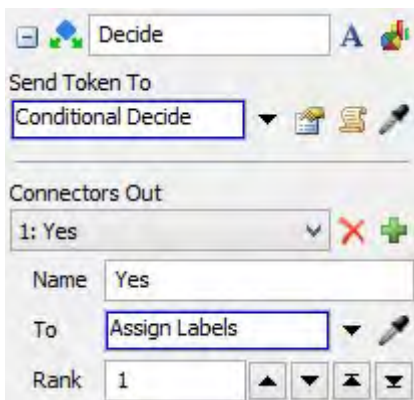 Decide A
Send Token To
Conditional Decide
Connectors Out
1: Yes
Name Yes
To Assign Labels
Rank 1